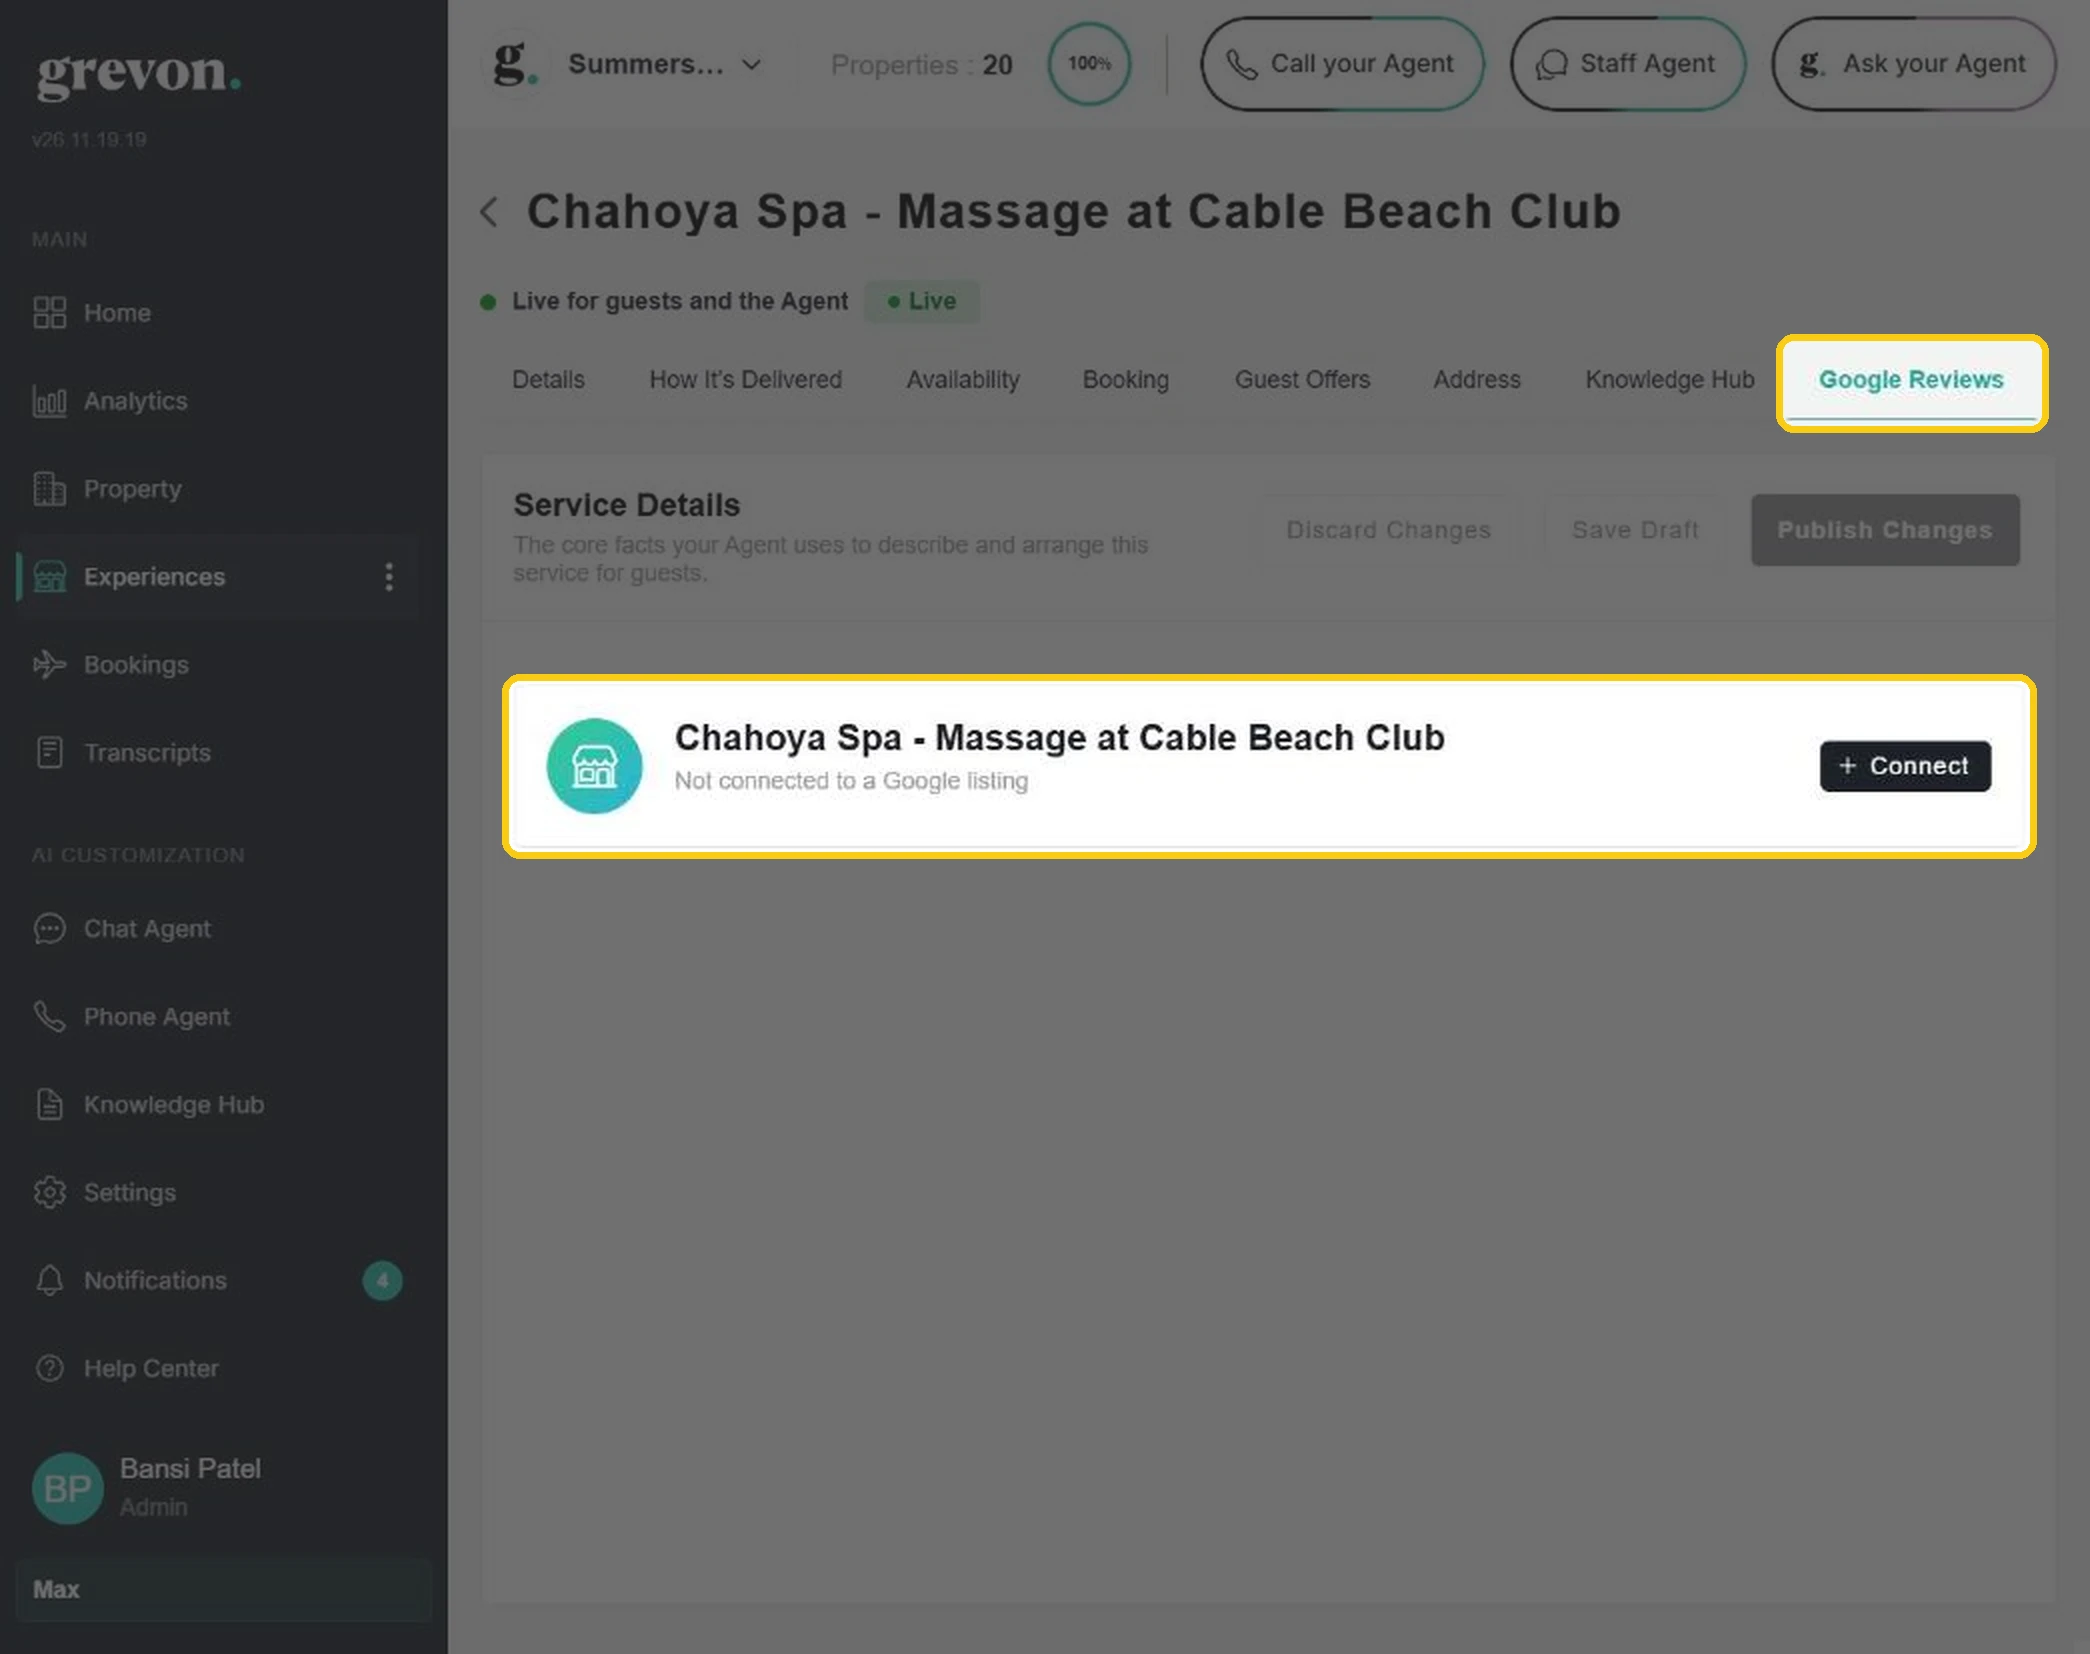 grevon.
v26.11.19.19
MAIN
Home
Analytics
Property
Experiences
Bookings
Transcripts
AI CUSTOMIZATION
Chat Agent
Phone Agent
Knowledge Hub
Settings
Notifications 4
Help Center
BP
Bansi Patel
Admin
Max
g. Summers... Properties : 20 100% Call your Agent Staff Agent g. Ask your Agent
Chahoya Spa - Massage at Cable Beach Club
Live for guests and the Agent Live
Details How It's Delivered Availability Booking Guest Offers Address Knowledge Hub Google Reviews
Service Details
The core facts your Agent uses to describe and arrange this
service for guests.
Discard Changes Save Draft Publish Changes
Chahoya Spa - Massage at Cable Beach Club
Not connected to a Google listing
+ Connect